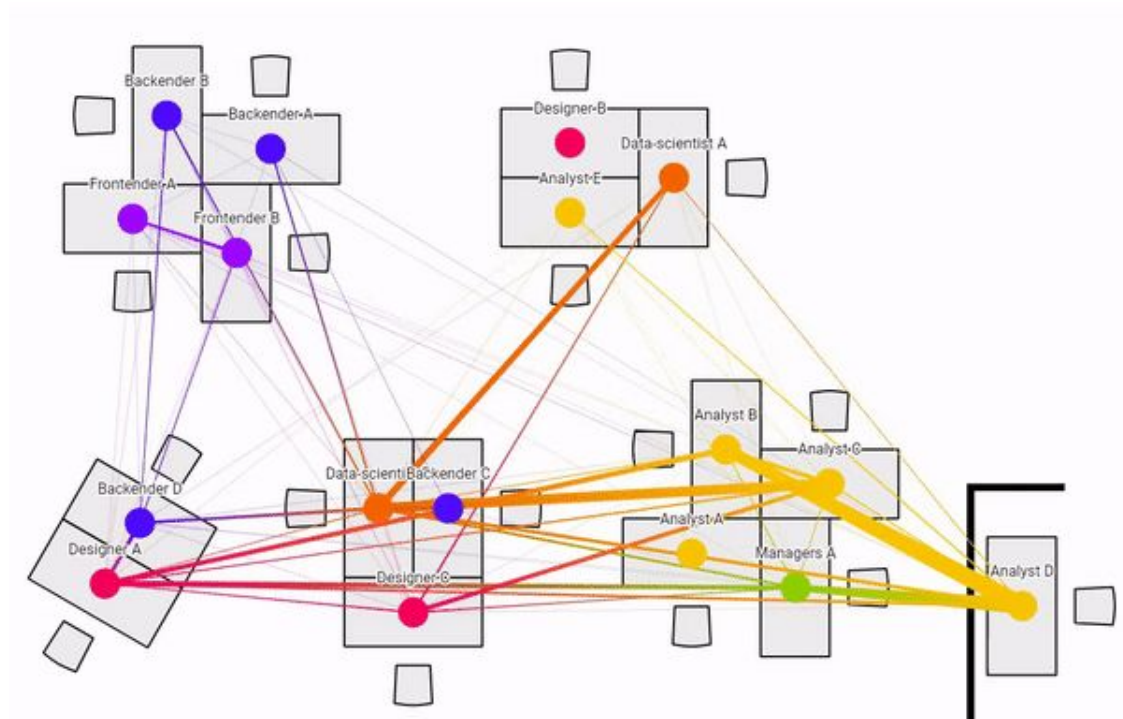 Backender B
Backender A
Designer B
Data-scientist A
Frontender A
Analyst E
Frontender B
Analyst B
Analyst C
Data-scienti
Backender C
Backender D
Analyst A
Designer A
Managers A
Analyst D
Designer C